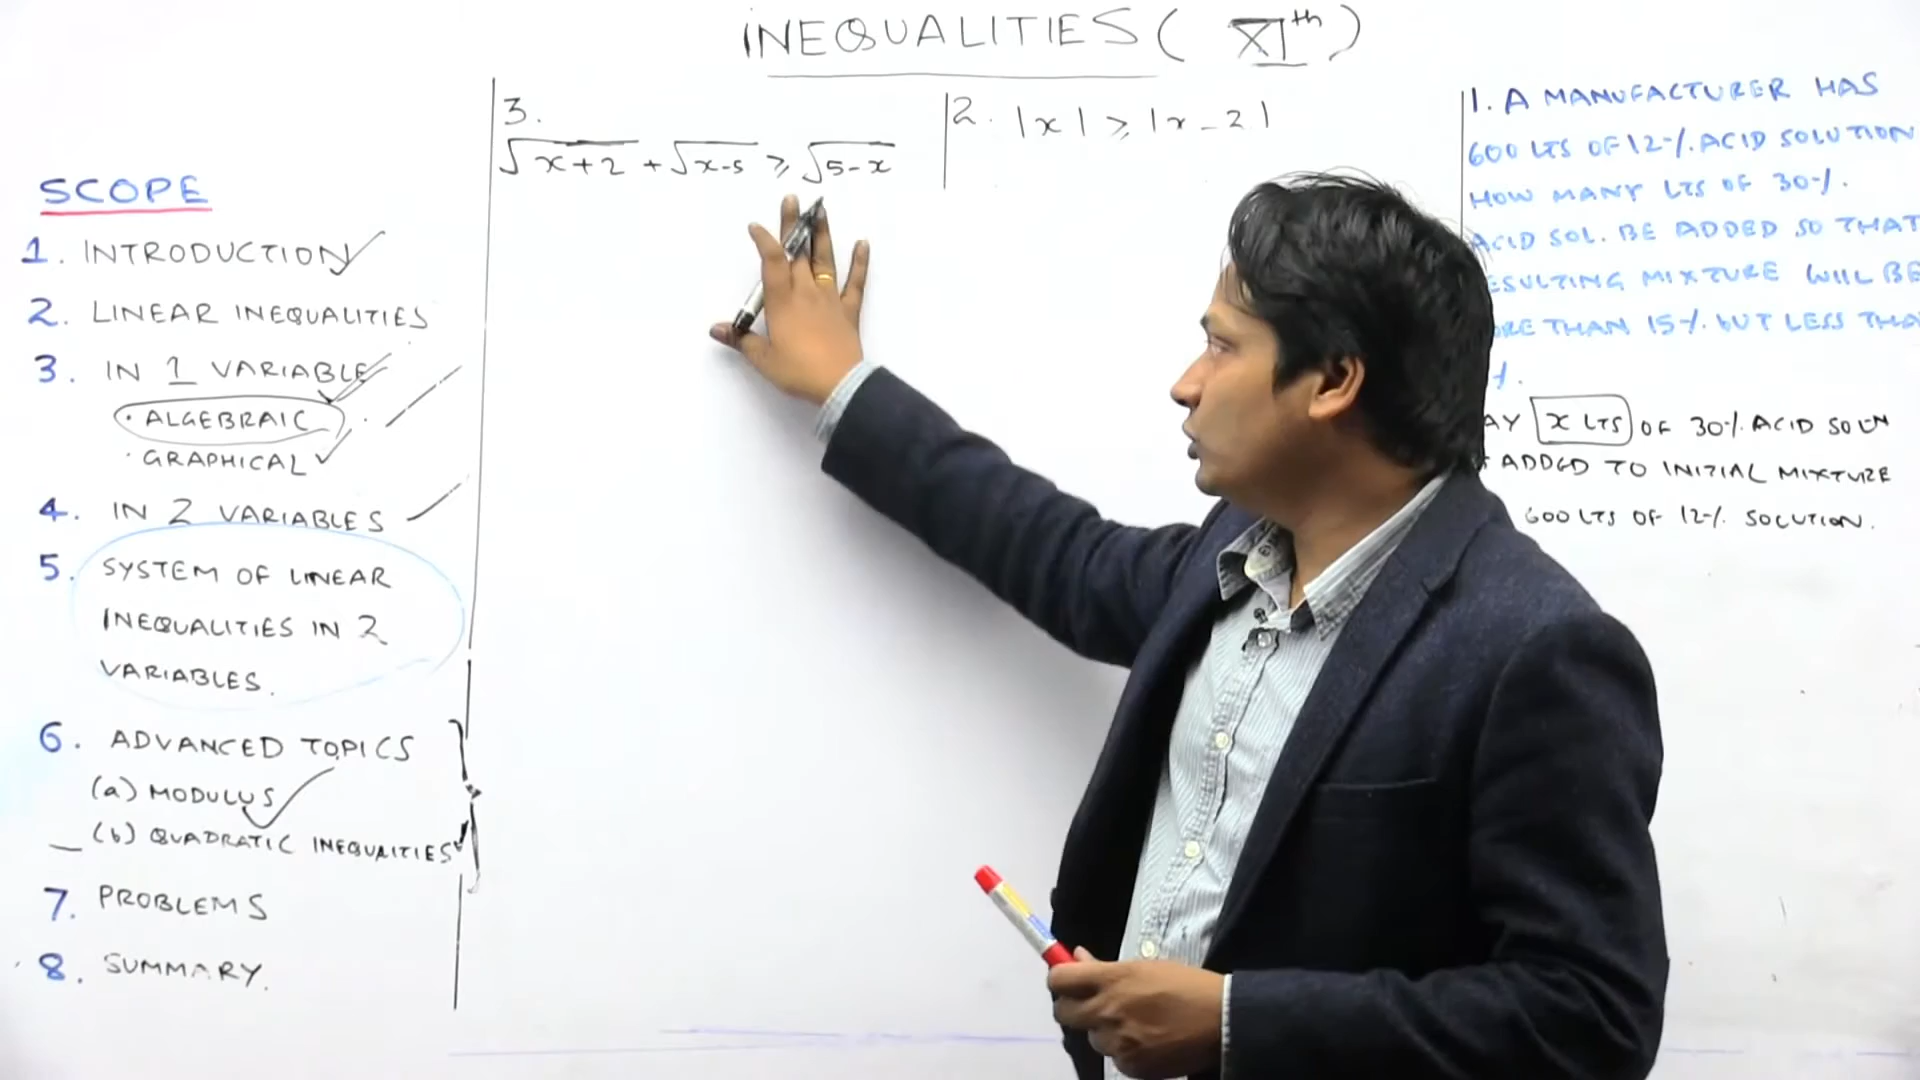 INEQUALITIES ( XIth )
SCOPE
1. INTRODUCTION
2. LINEAR INEQUALITIES
3. IN 1 VARIABLE
· ALGEBRAIC
· GRAPHICAL
4. IN 2 VARIABLES
5. SYSTEM OF LINEAR
INEQUALITIES IN 2
VARIABLES.
6. ADVANCED TOPICS
(a) MODULUS
(b) QUADRATIC INEQUALITIES
7. PROBLEMS
8. SUMMARY.
3.
√x+2 + √x-5 ≥ √5-x
2. |x| ≥ |x-2|
1. A MANUFACTURER HAS
600 LTS OF 12% ACID SOLUTION
HOW MANY LTS OF 30%.
ACID SOL. BE ADDED SO THAT
ESULTING MIXTURE WILL BE
ORE THAN 15% BUT LESS THA
%.
AY x LTS OF 30% ACID SOLN
ADDED TO INITIAL MIXTURE
600 LTS OF 12% SOLUTION.